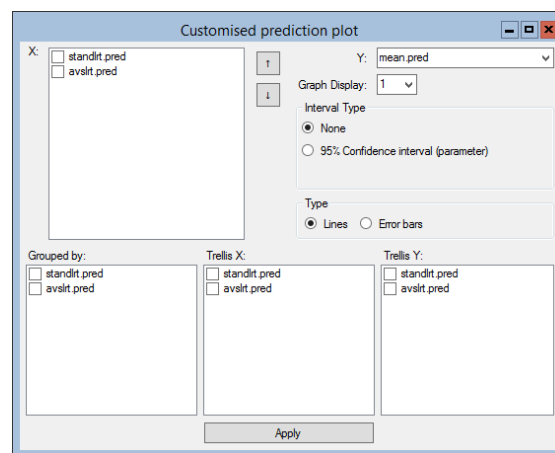 Customised prediction plot
X:
standlrt.pred
avslrt.pred
↑
↓
Y: mean.pred
Graph Display: 1
Interval Type
None
95% Confidence interval (parameter)
Type
Lines Error bars
Grouped by: Trellis X: Trellis Y:
standlrt.pred standlrt.pred standlrt.pred
avslrt.pred avslrt.pred avslrt.pred
Apply